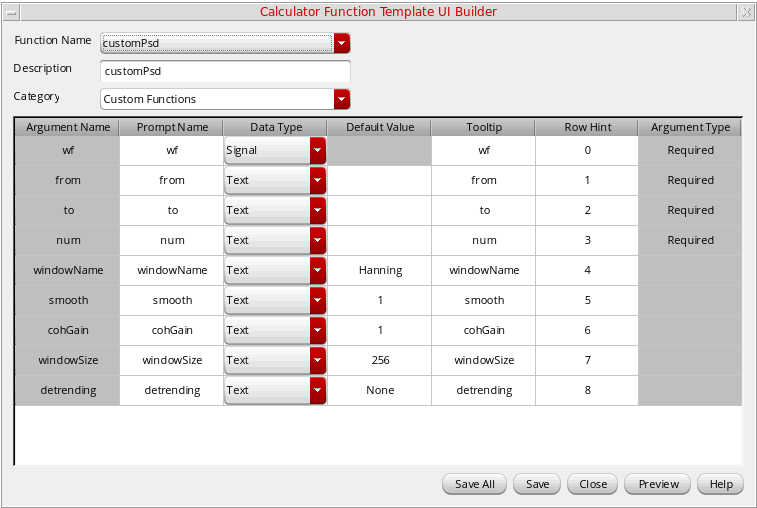 Calculator Function Template UI Builder
Function Name customPsd
Description customPsd
Category Custom Functions
Argument Name Prompt Name Data Type Default Value Tooltip Row Hint Argument Type
wf wf Signal wf 0 Required
from from Text from 1 Required
to to Text to 2 Required
num num Text num 3 Required
windowName windowName Text Hanning windowName 4
smooth smooth Text 1 smooth 5
cohGain cohGain Text 1 cohGain 6
windowSize windowSize Text 256 windowSize 7
detrending detrending Text None detrending 8
Save All Save Close Preview Help